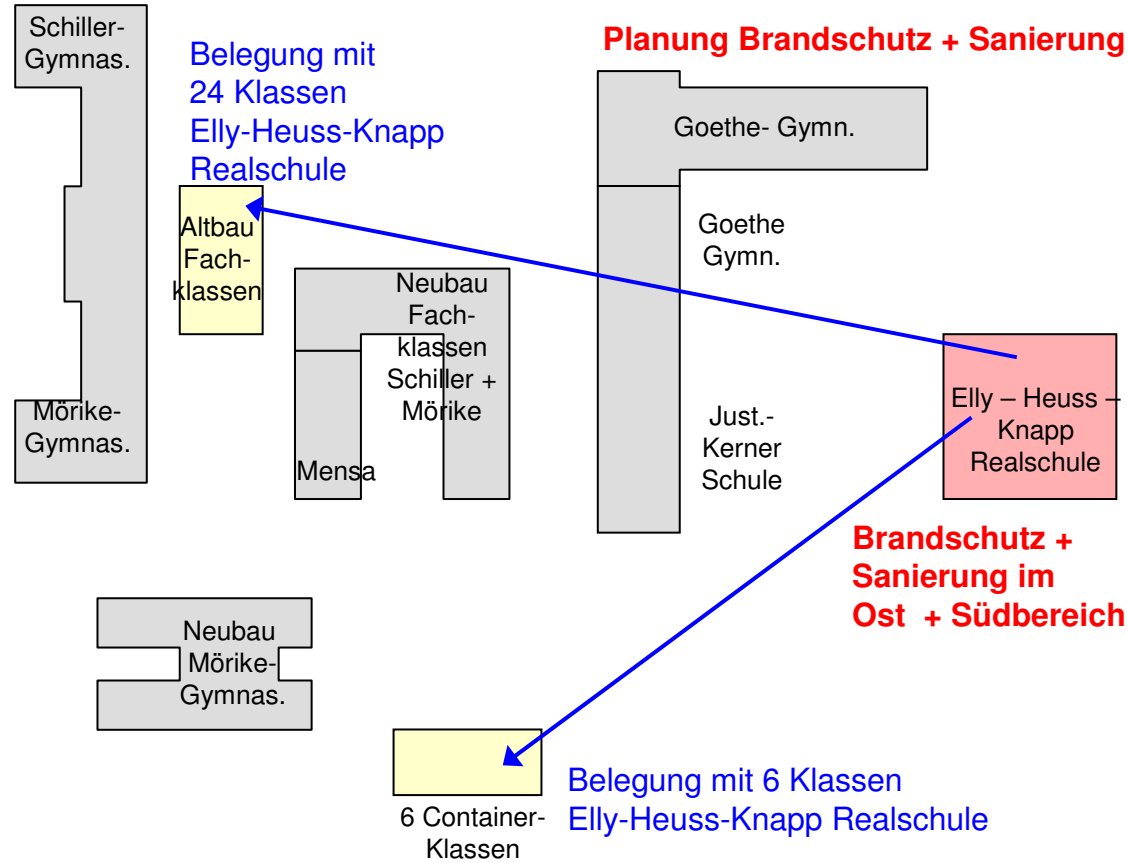 Schiller-
Gymnas.
Belegung mit
24 Klassen
Elly-Heuss-Knapp
Realschule
Planung Brandschutz + Sanierung
Goethe- Gymn.
Altbau
Fach-
klassen
Goethe
Gymn.
Neubau
Fach-
klassen
Schiller +
Mörike
Mensa
Mörike-
Gymnas.
Just.-
Kerner
Schule
Elly – Heuss –
Knapp
Realschule
Brandschutz +
Sanierung im
Ost + Südbereich
Neubau
Mörike-
Gymnas.
6 Container-
Klassen
Belegung mit 6 Klassen
Elly-Heuss-Knapp Realschule